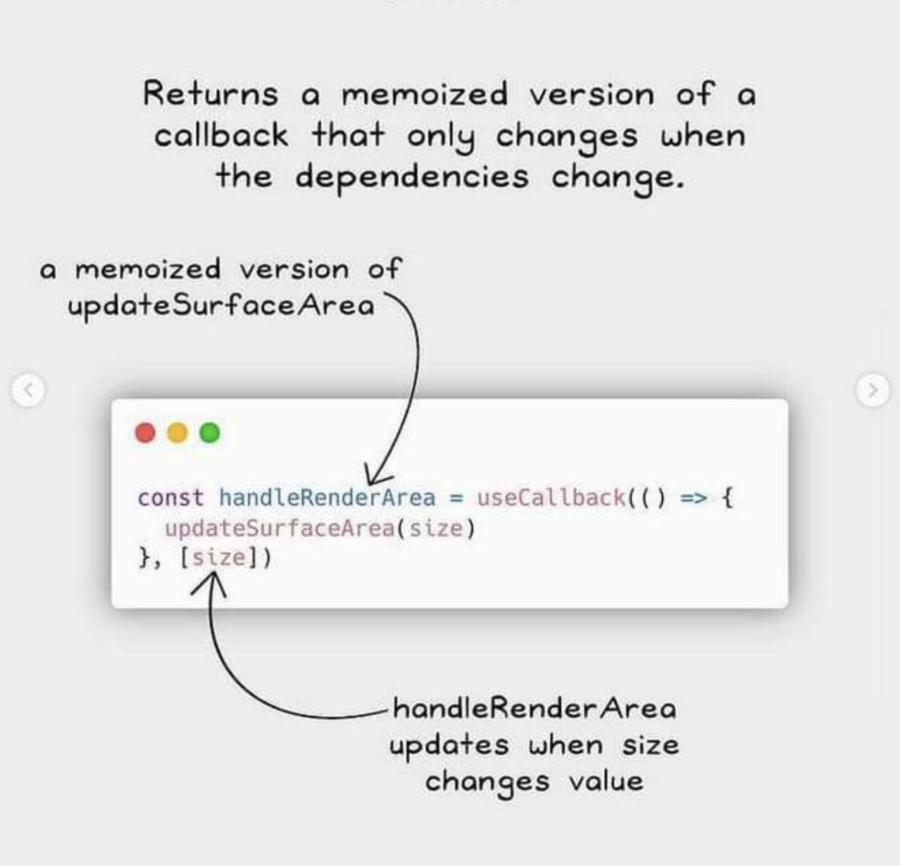 Returns a memoized version of a
callback that only changes when
the dependencies change.
a memoized version of
updateSurfaceArea
const handleRenderArea = useCallback(() => {
  updateSurfaceArea(size)
}, [size])
handleRenderArea
updates when size
changes value